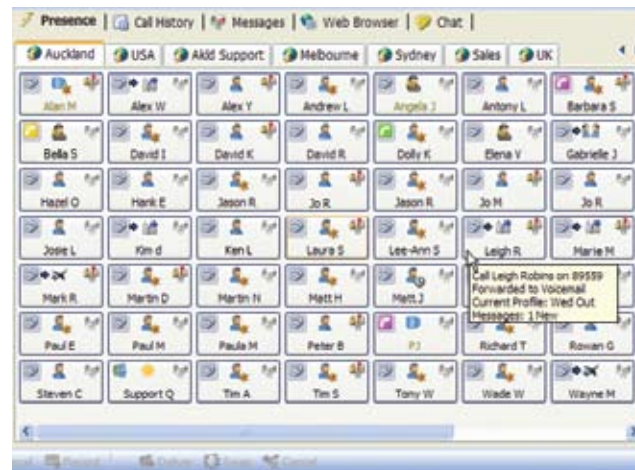 Presence | Call History | Messages | Web Browser | Chat |
Auckland USA Akld Support Melbourne Sydney Sales UK
Alan M Alex W Alex Y Andrew L Angela J Antony L Barbara S
Bella S David I David K David R Dolly K Elena V Gabrielle J
Hazel O Hank E Jason R Jo R Jason R Jo M Jo R
Josie L Kim d Ken L Laura S Lee-Ann S Leigh R Marie M
Call Leigh Robins on 89559
Forwarded to Voicemail
Current Profile: Wed Out
Messages: 1 New
Mark R Martin D Martin N Matt H Matt J
Paul E Paul M Paula M Peter B PJ Richard T Rowan G
Steven C Support Q Tim A Tim S Tony W Wade W Wayne M
Cancel